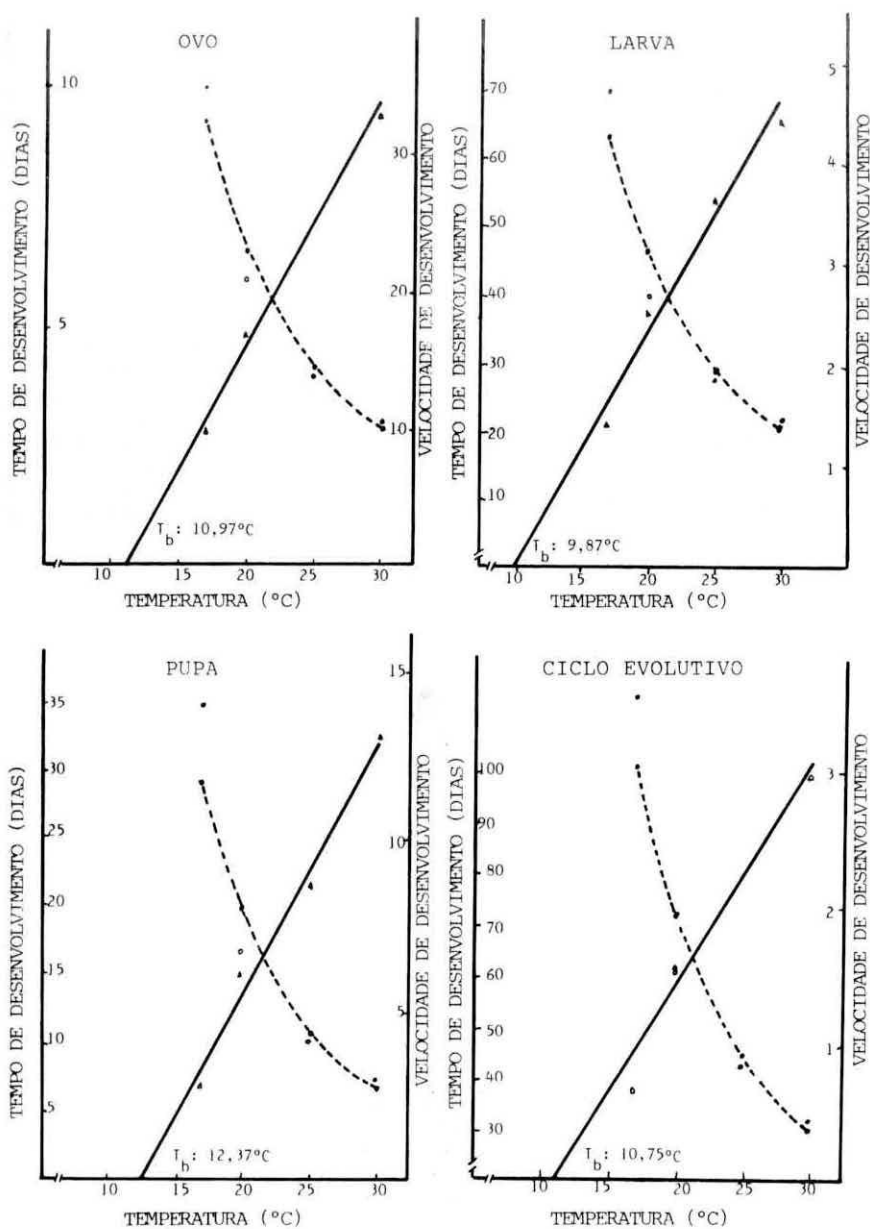 OVO
TEMPO DE DESENVOLVIMENTO (DIAS)
10
5
VELOCIDADE DE DESENVOLVIMENTO
30
20
10
T_b: 10,97°C
10 15 20 25 30
TEMPERATURA (°C)
LARVA
TEMPO DE DESENVOLVIMENTO (DIAS)
70
60
50
40
30
20
10
VELOCIDADE DE DESENVOLVIMENTO
5
4
3
2
1
T_b: 9,87°C
10 15 20 25 30
TEMPERATURA (°C)
PUPA
TEMPO DE DESENVOLVIMENTO (DIAS)
35
30
25
20
15
10
5
VELOCIDADE DE DESENVOLVIMENTO
15
10
5
T_b: 12,37°C
10 15 20 25 30
TEMPERATURA (°C)
CICLO EVOLUTIVO
TEMPO DE DESENVOLVIMENTO (DIAS)
100
90
80
70
60
50
40
30
VELOCIDADE DE DESENVOLVIMENTO
3
2
1
T_b: 10,75°C
10 15 20 25 30
TEMPERATURA (°C)